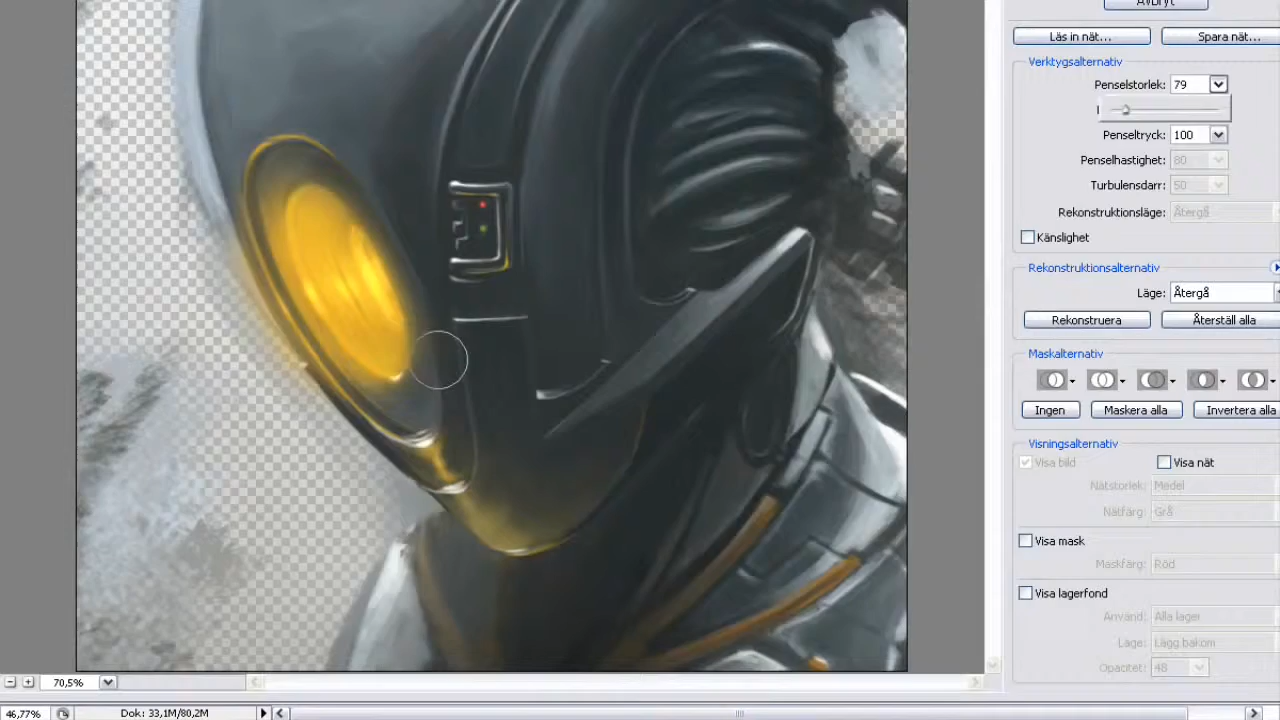 Avbryt
Läs in nät...
Spara nät...
Verktygsalternativ
Penselstorlek: 79
Penseltryck: 100
Penselhastighet: 80
Turbulensdarr: 50
Rekonstruktionsläge: Återgå
Känslighet
Rekonstruktionsalternativ
Läge: Återgå
Rekonstruera
Återställ alla
Maskalternativ
Ingen
Maskera alla
Invertera alla
Visningsalternativ
Visa bild
Visa nät
Nätstorlek: Medel
Nätfärg: Grå
Visa mask
Maskfärg: Röd
Visa lagerfond
Använd: Alla lager
Läge: Lägg bakom
Opacitet: 48
70,5%
46,77%
Dok: 33,1M/80,2M